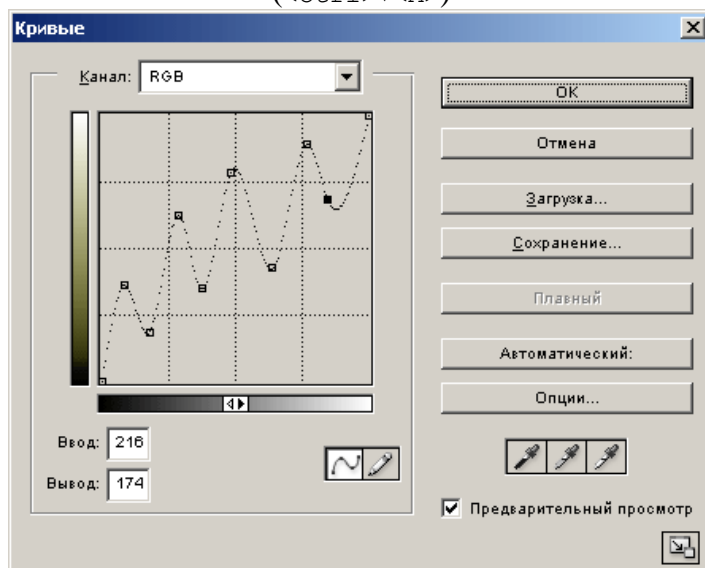 Кривые
Канал: RGB
OK
Отмена
Загрузка...
Сохранение...
Плавный
Автоматический:
Опции...
Ввод: 216
Вывод: 174
Предварительный просмотр